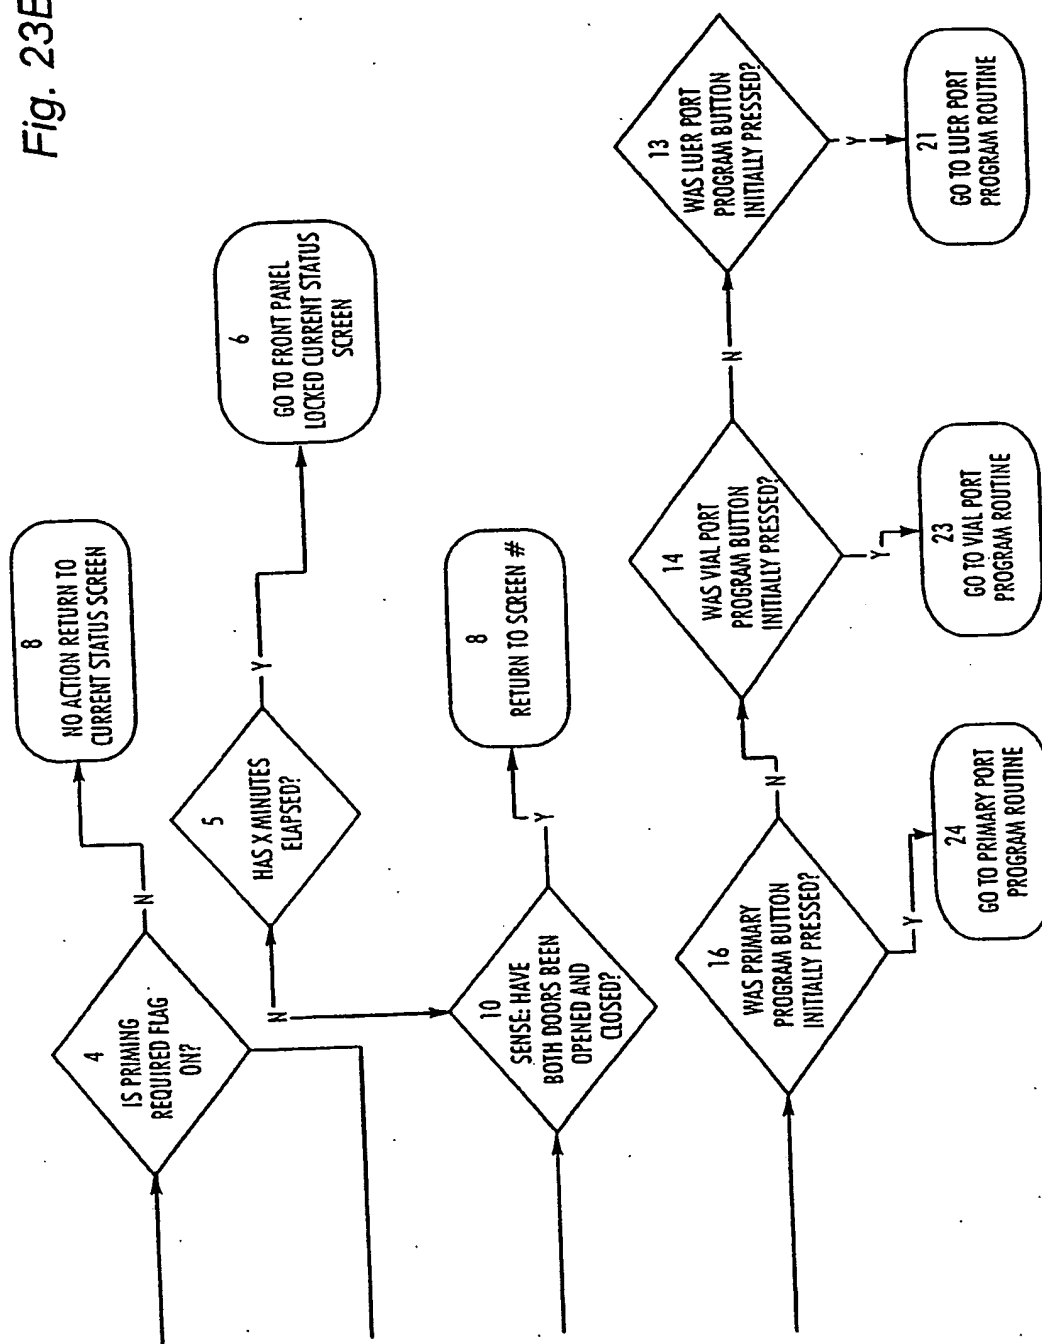 Fig. 23B
4
IS PRIMING
REQUIRED FLAG
ON?
N
8
NO ACTION RETURN TO
CURRENT STATUS SCREEN
5
HAS X MINUTES
ELAPSED?
Y
N
6
GO TO FRONT PANEL
LOCKED CURRENT STATUS
SCREEN
10
SENSE: HAVE
BOTH DOORS BEEN
OPENED AND
CLOSED?
Y
8
RETURN TO SCREEN #
16
WAS PRIMARY
PROGRAM BUTTON
INITIALLY PRESSED?
N
Y
24
GO TO PRIMARY PORT
PROGRAM ROUTINE
14
WAS VIAL PORT
PROGRAM BUTTON
INITIALLY PRESSED?
N
Y
23
GO TO VIAL PORT
PROGRAM ROUTINE
13
WAS LUER PORT
PROGRAM BUTTON
INITIALLY PRESSED?
Y
21
GO TO LUER PORT
PROGRAM ROUTINE